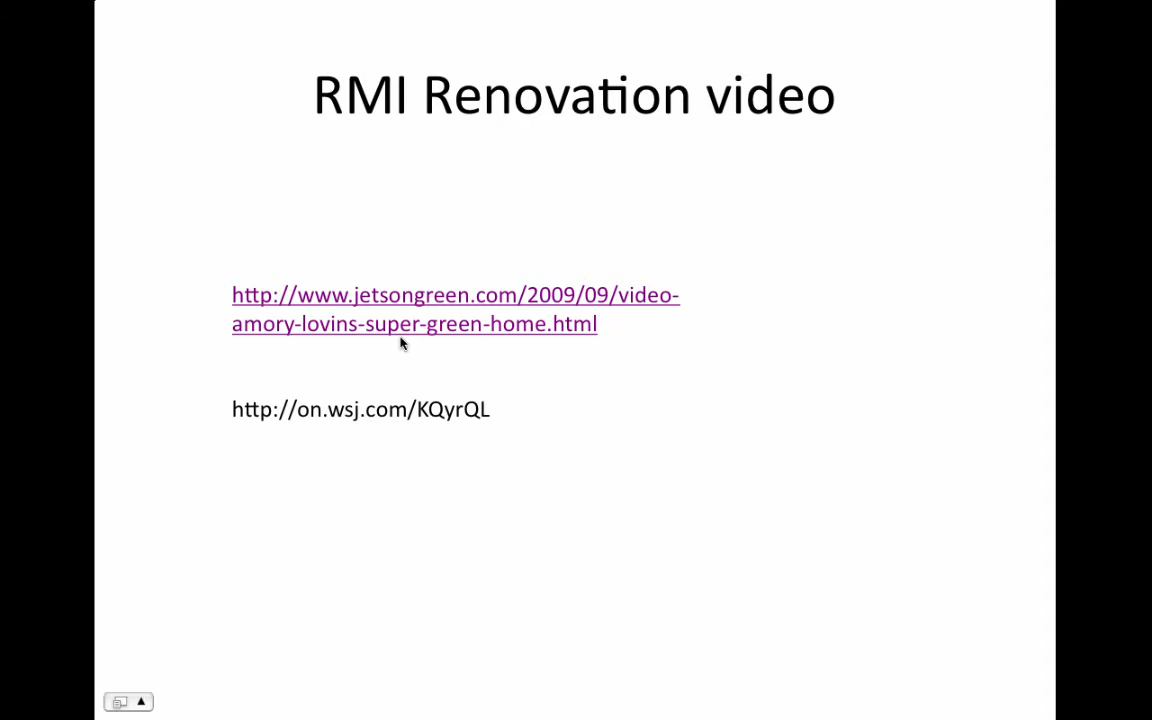 RMI Renovation video
http://www.jetsongreen.com/2009/09/video-
amory-lovins-super-green-home.html
http://on.wsj.com/KQyrQL